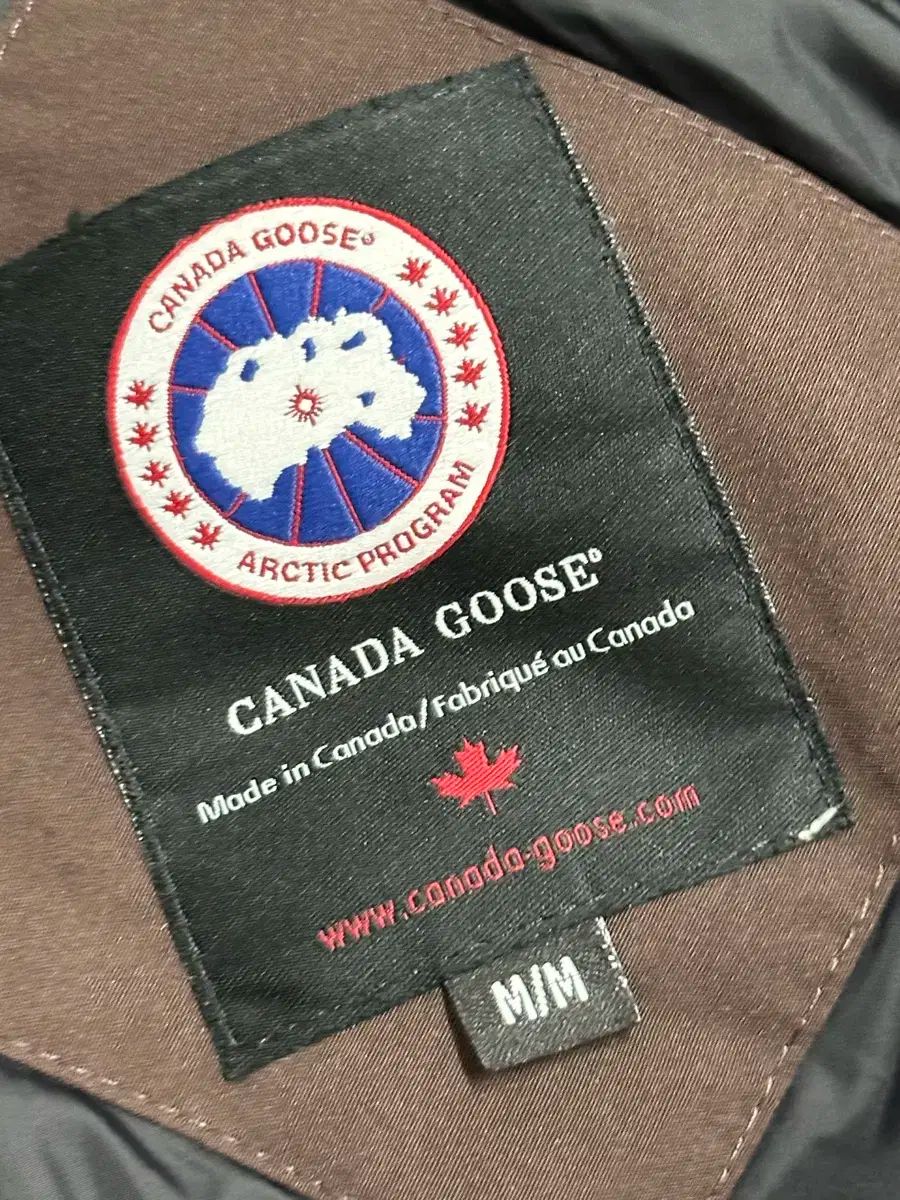 CANADA GOOSE®
ARCTIC PROGRAM
CANADA GOOSE®
Made in Canada/Fabriqué au Canada
www.canada-goose.com
M/M